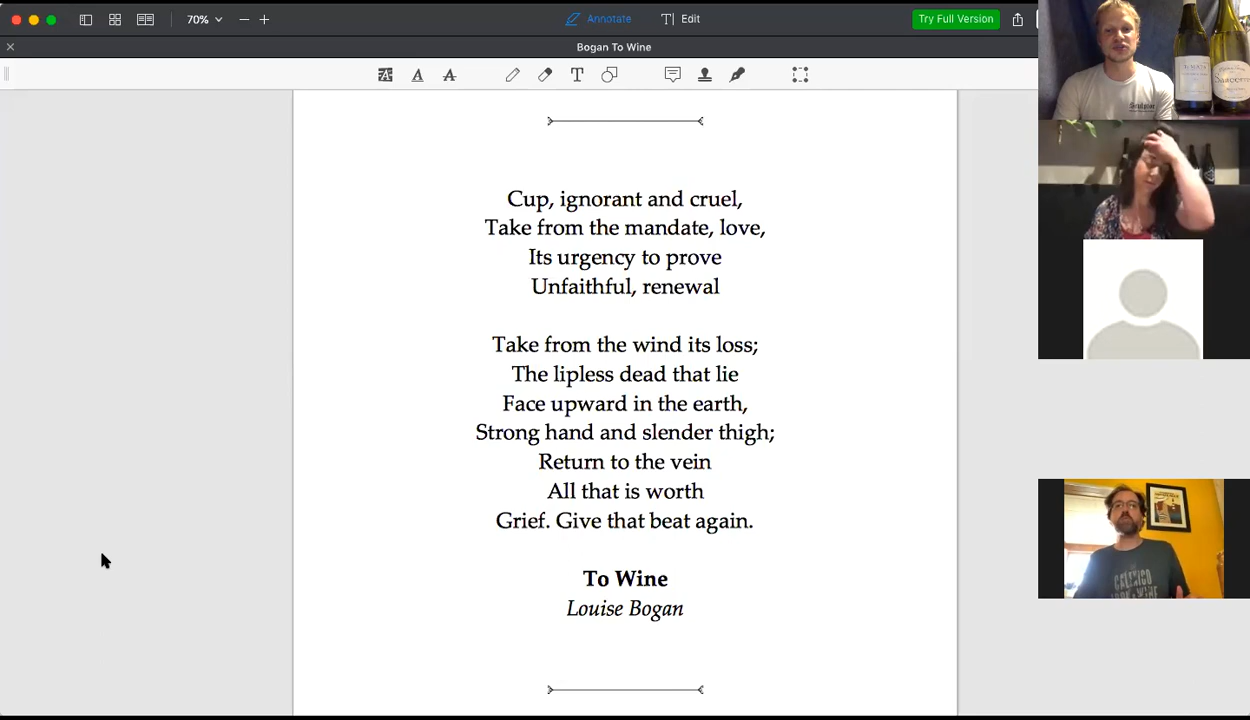 70%
Annotate
Edit
Try Full Version
Bogan To Wine
Cup, ignorant and cruel,
Take from the mandate, love,
Its urgency to prove
Unfaithful, renewal
Take from the wind its loss;
The lipless dead that lie
Face upward in the earth,
Strong hand and slender thigh;
Return to the vein
All that is worth
Grief. Give that beat again.
To Wine
Louise Bogan